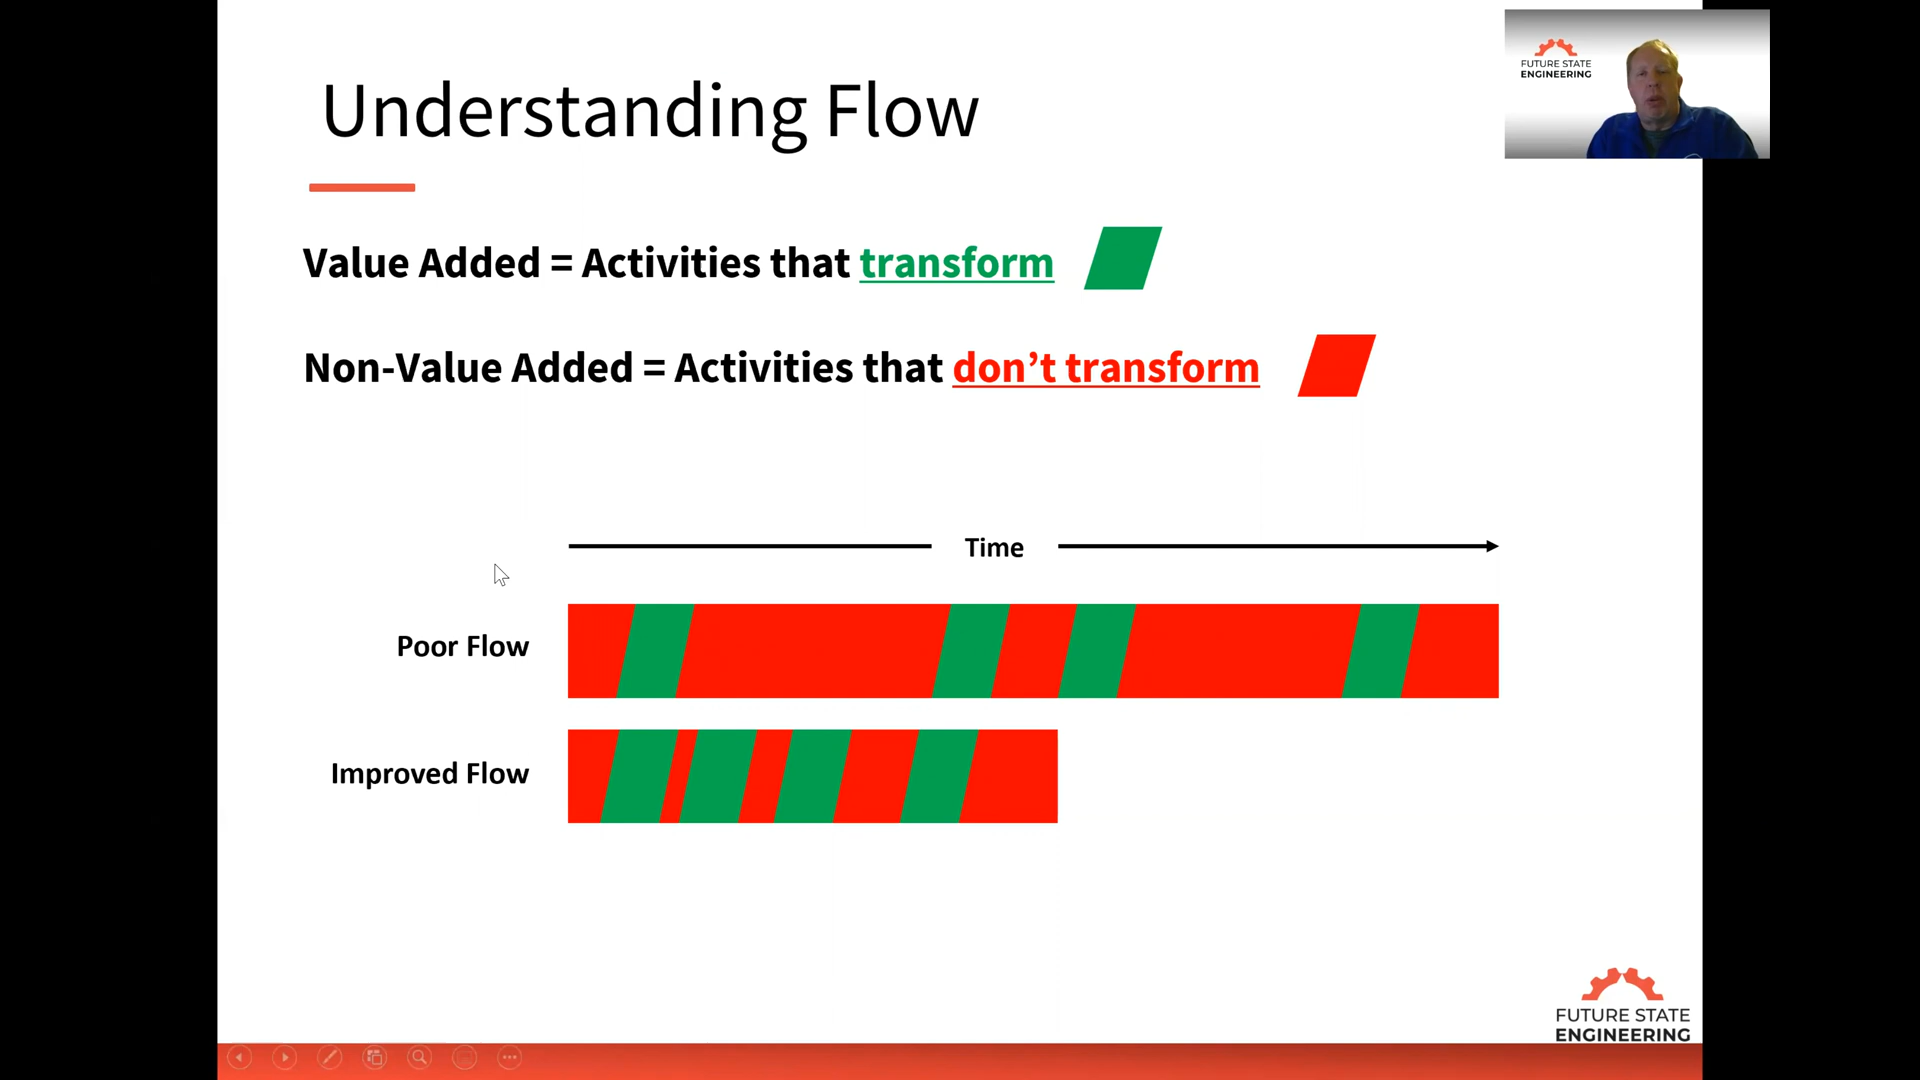 Understanding Flow
FUTURE STATE
ENGINEERING
Value Added = Activities that transform
Non-Value Added = Activities that don’t transform
Time
Poor Flow
Improved Flow
FUTURE STATE
ENGINEERING